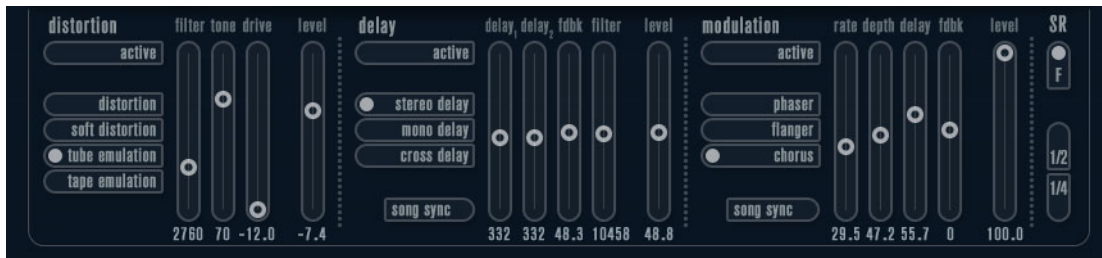 distortion filter tone drive level delay delay1 delay2 fdbk filter level modulation rate depth delay fdbk level SR
active active active
F
distortion stereo delay phaser
soft distortion mono delay flanger
tube emulation cross delay chorus 1/2
tape emulation 1/4
song sync song sync
2760 70 -12.0 -7.4 332 332 48.3 10458 48.8 29.5 47.2 55.7 0 100.0